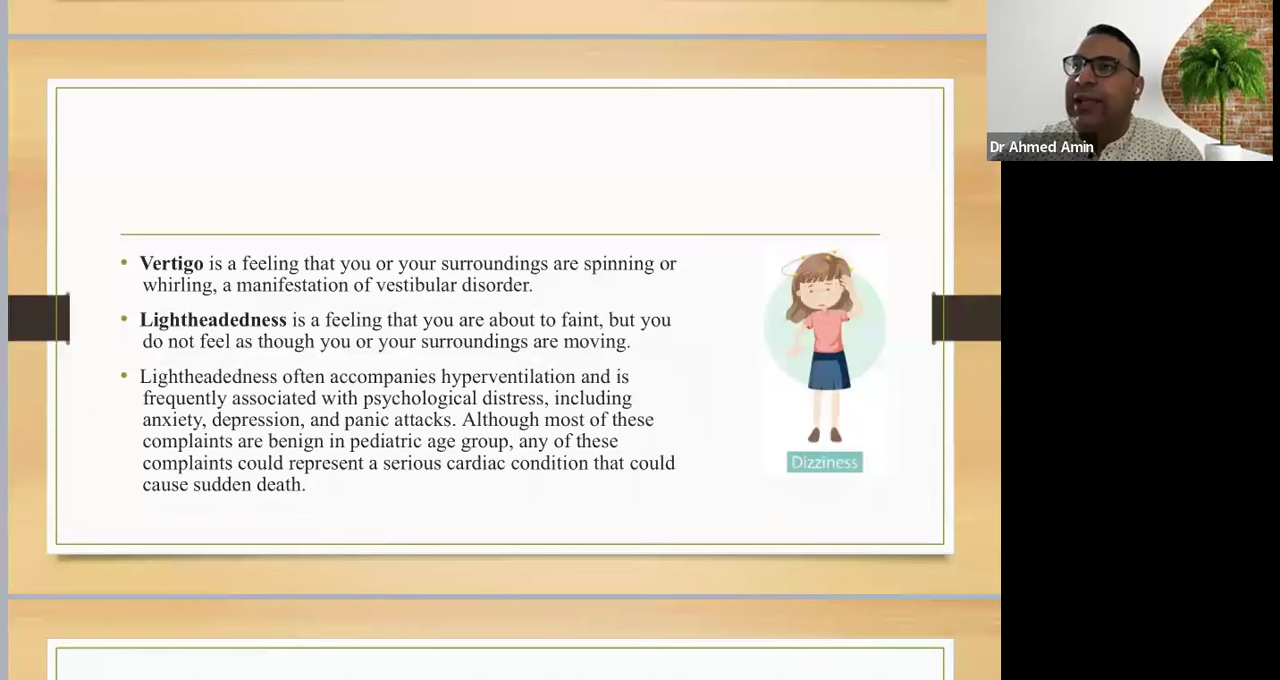 Dr Ahmed Amin
• Vertigo is a feeling that you or your surroundings are spinning or
whirling, a manifestation of vestibular disorder.
• Lightheadedness is a feeling that you are about to faint, but you
do not feel as though you or your surroundings are moving.
• Lightheadedness often accompanies hyperventilation and is
frequently associated with psychological distress, including
anxiety, depression, and panic attacks. Although most of these
complaints are benign in pediatric age group, any of these
complaints could represent a serious cardiac condition that could
cause sudden death.
Dizziness